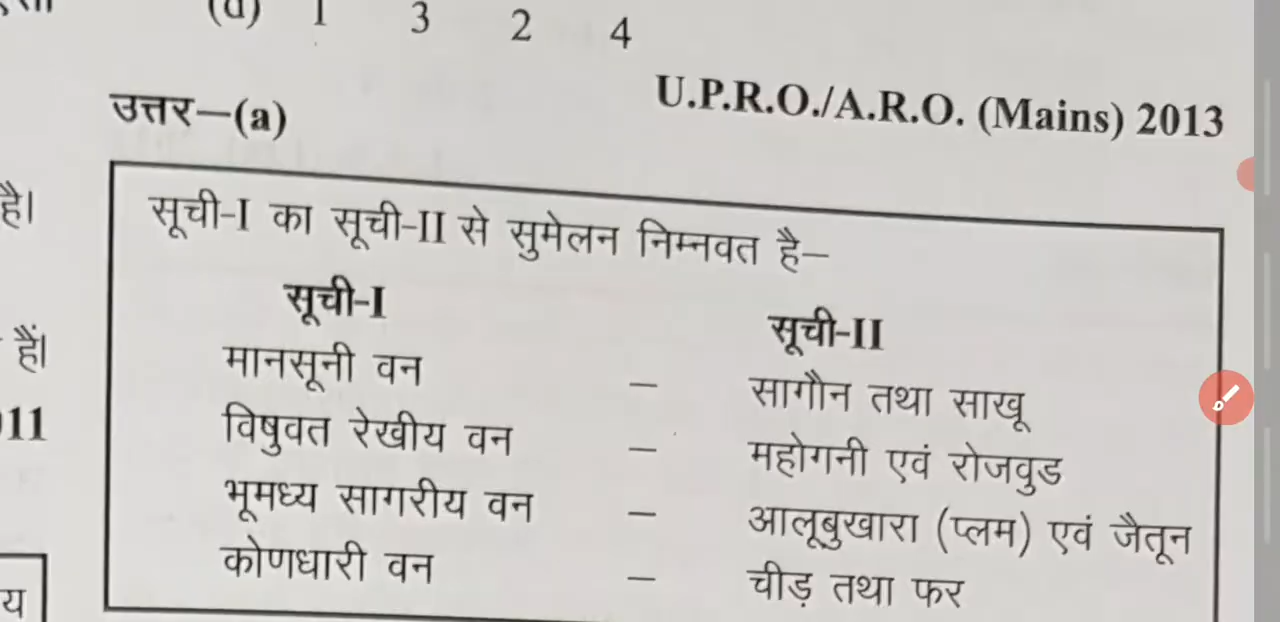 (d) 1 3 2 4
U.P.R.O./A.R.O. (Mains) 2013
उत्तर–(a)
है।
सूची-I का सूची-II से सुमेलन निम्नवत है–
सूची-I सूची-II
मानसूनी वन – सागौन तथा साखू
हैं।
विषुवत रेखीय वन – महोगनी एवं रोजवुड
11
भूमध्य सागरीय वन – आलूबुखारा (प्लम) एवं जैतून
कोणधारी वन – चीड़ तथा फर
य